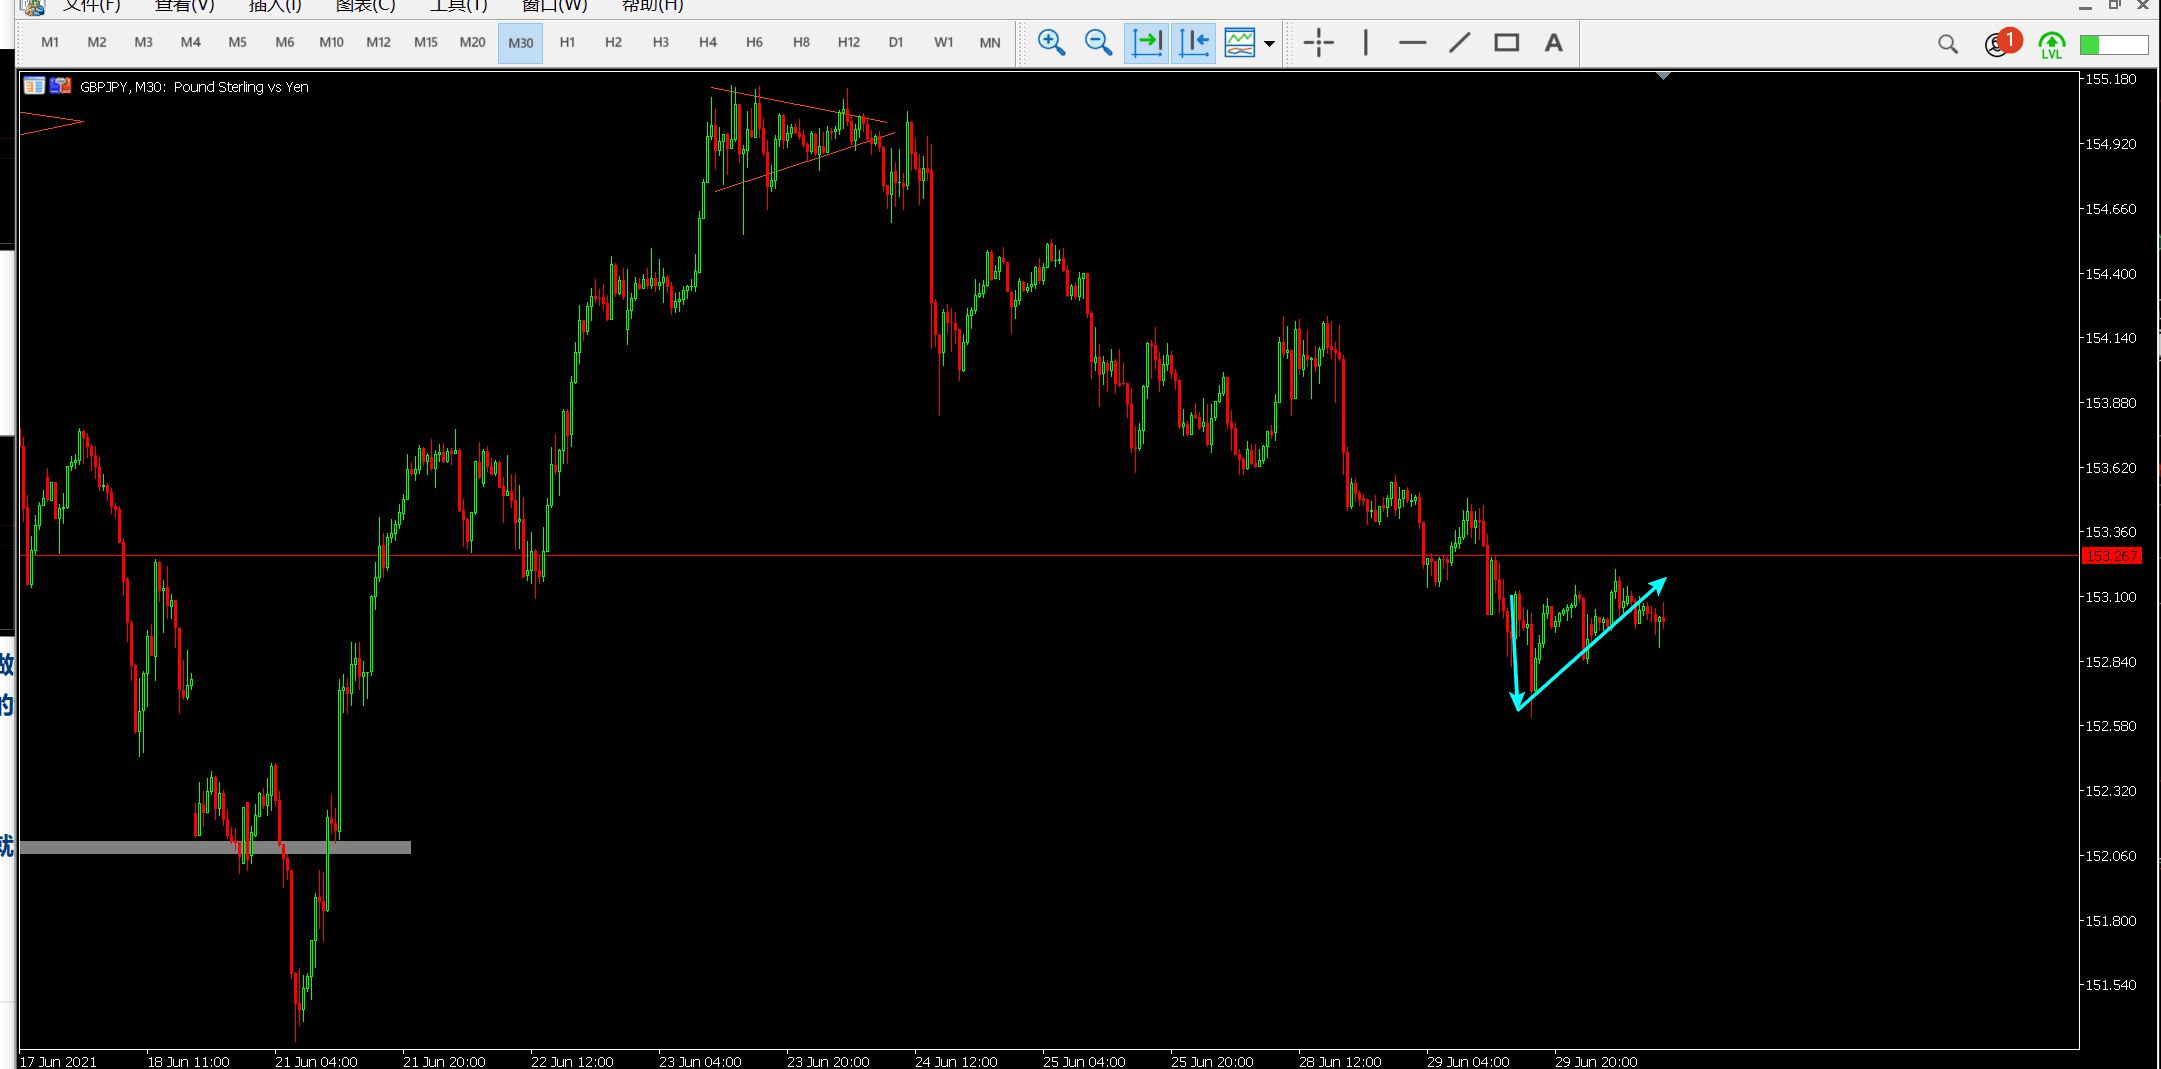 文件(F) 查看(V) 插入(I) 图表(C) 工具(T) 窗口(W) 帮助(H)
M1 M2 M3 M4 M5 M6 M10 M12 M15 M20 M30 H1 H2 H3 H4 H6 H8 H12 D1 W1 MN A 1 LVL
GBPJPY, M30: Pound Sterling vs Yen
155.180
154.920
154.660
154.400
154.140
153.880
153.620
153.360
153.267
153.100
152.840
152.580
152.320
152.060
151.800
151.540
做
的
就
17 Jun 2021 18 Jun 11:00 21 Jun 04:00 21 Jun 20:00 22 Jun 12:00 23 Jun 04:00 23 Jun 20:00 24 Jun 12:00 25 Jun 04:00 25 Jun 20:00 28 Jun 12:00 29 Jun 04:00 29 Jun 20:00